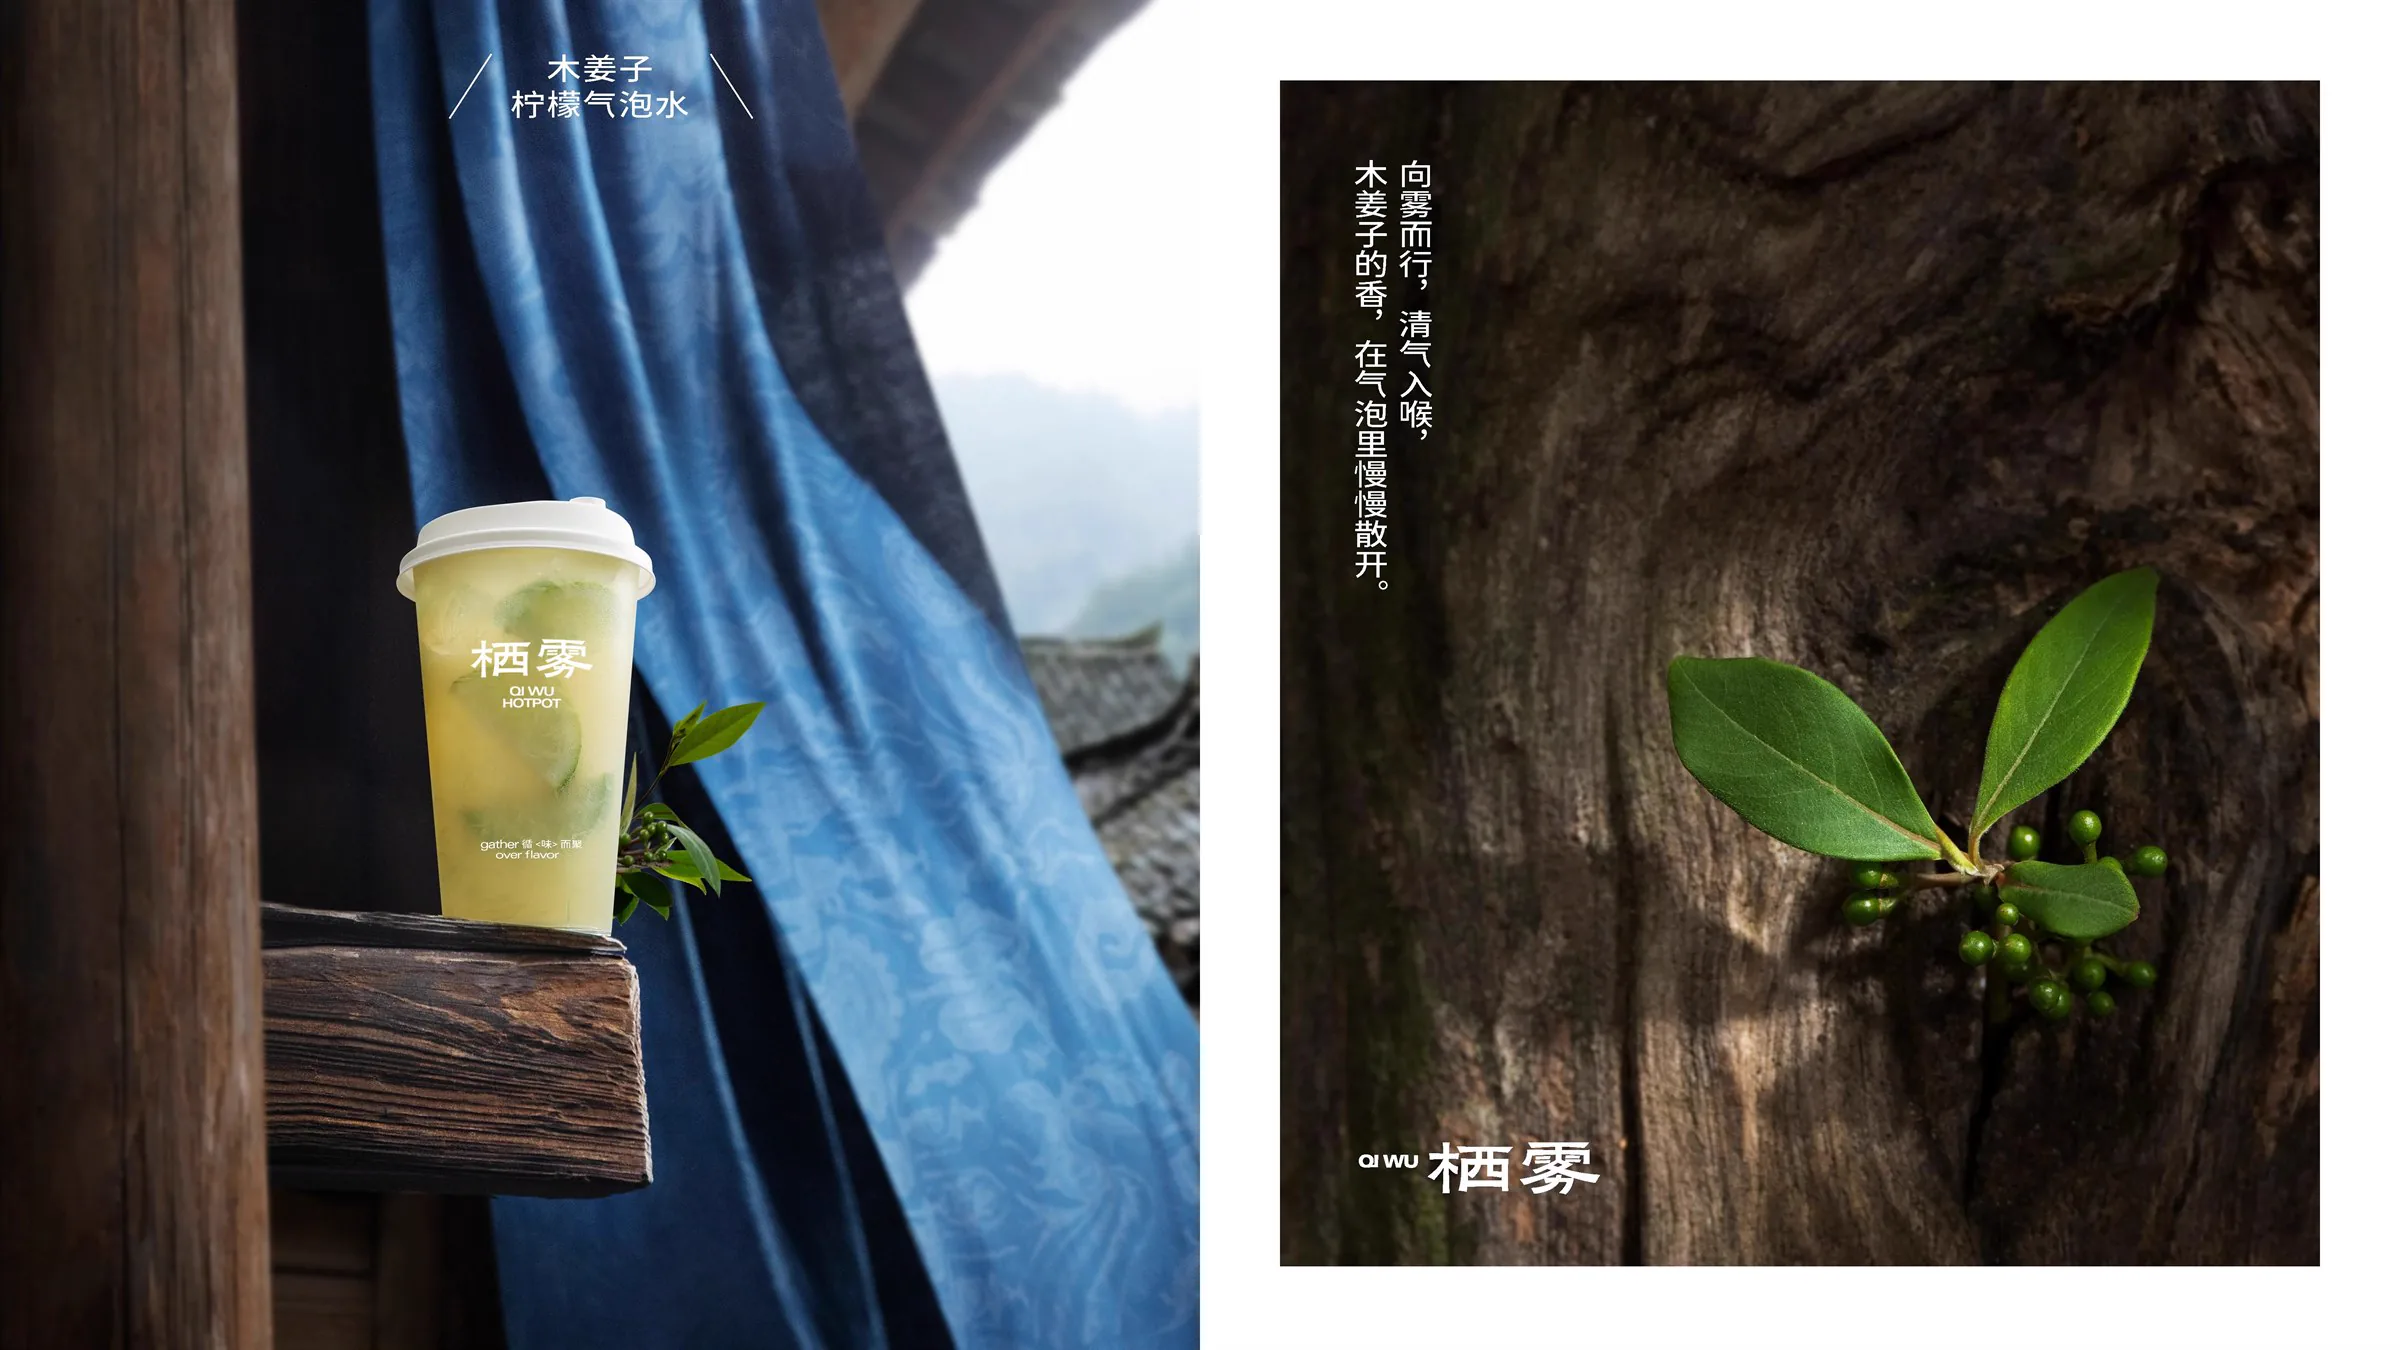 木姜子
柠檬气泡水
栖雾
QI WU
HOTPOT
gather 循 <味> 而聚
over flavor
向雾而行，清气入喉，
木姜子的香，在气泡里慢慢散开。
QI WU 栖雾